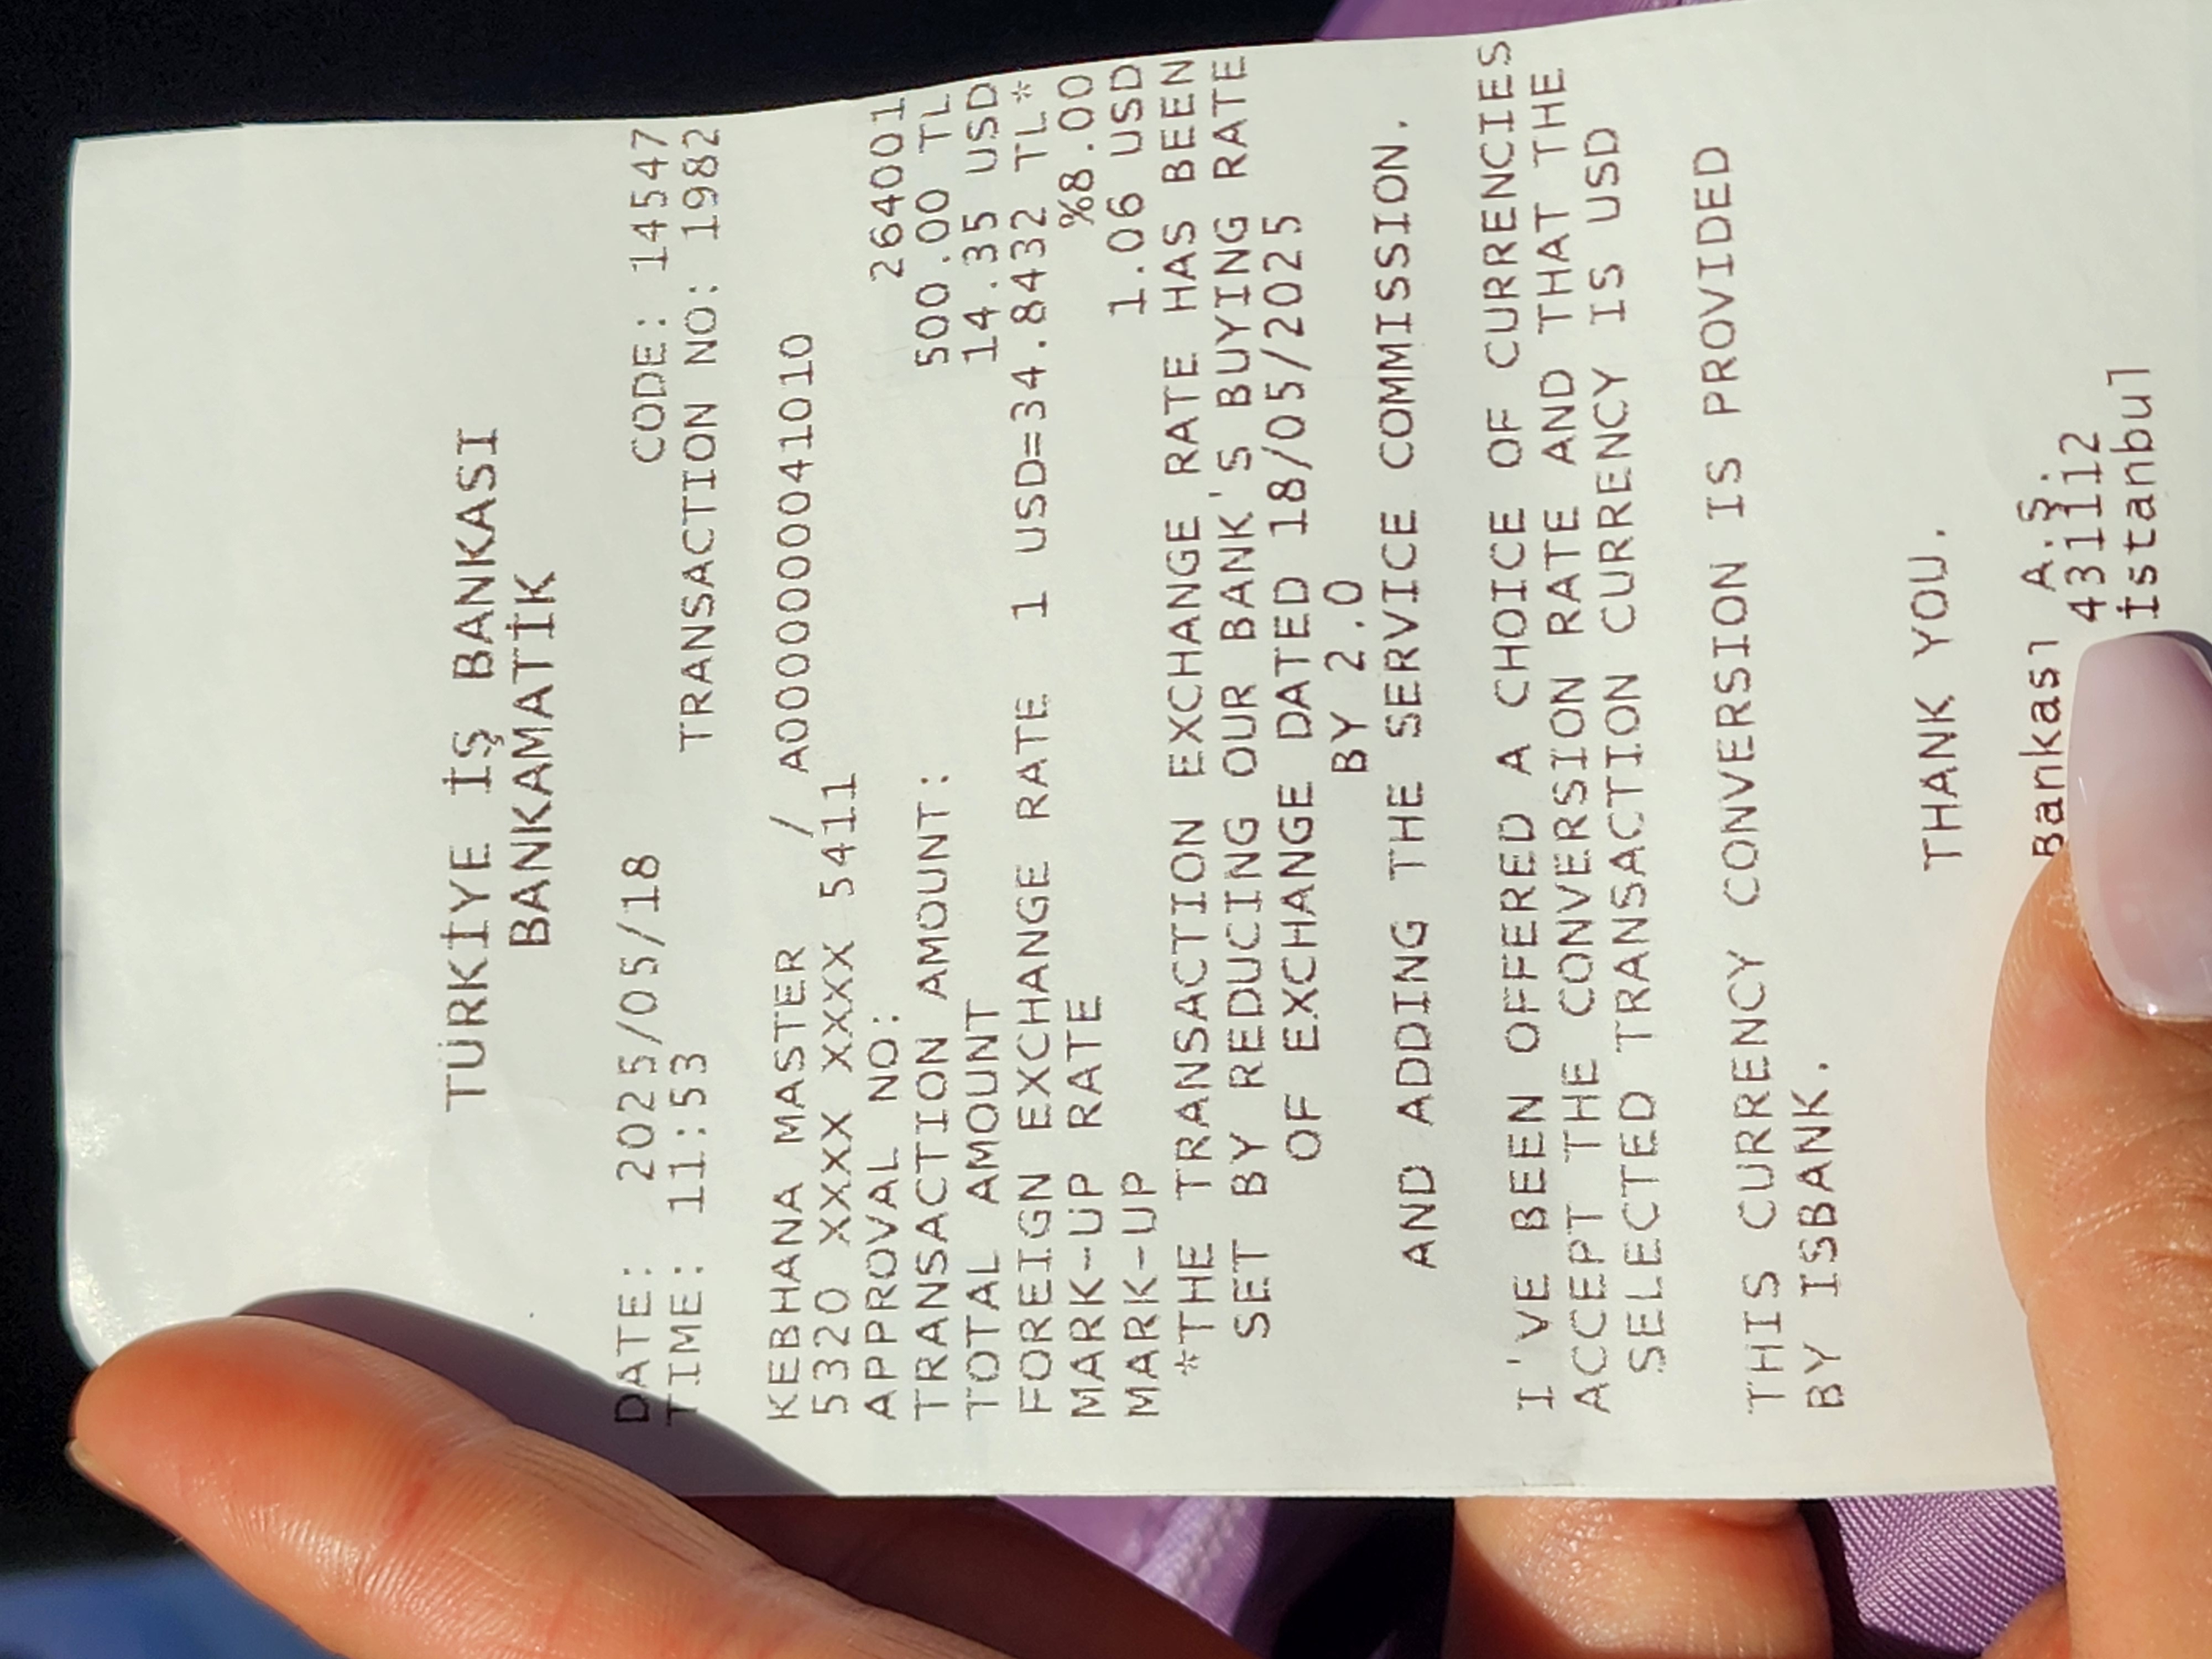 TÜRKİYE İŞ BANKASI
BANKAMATİK
DATE: 2025/05/18 CODE: 14547
TIME: 11:53 TRANSACTION NO: 1982
KEBHANA MASTER / A0000000041010
5320 XXXX XXXX 5411
APPROVAL NO: 264001
TRANSACTION AMOUNT: 500.00 TL
TOTAL AMOUNT 14.35 USD
FOREIGN EXCHANGE RATE 1 USD=34.8432 TL*
MARK-UP RATE %8.00
MARK-UP 1.06 USD
*THE TRANSACTION EXCHANGE RATE HAS BEEN
SET BY REDUCING OUR BANK'S BUYING RATE
OF EXCHANGE DATED 18/05/2025
BY 2.0
AND ADDING THE SERVICE COMMISSION.
I'VE BEEN OFFERED A CHOICE OF CURRENCIES
ACCEPT THE CONVERSION RATE AND THAT THE
SELECTED TRANSACTION CURRENCY IS USD
THIS CURRENCY CONVERSION IS PROVIDED
BY ISBANK.
THANK YOU.
Bankası A.Ş.
431112
İstanbul